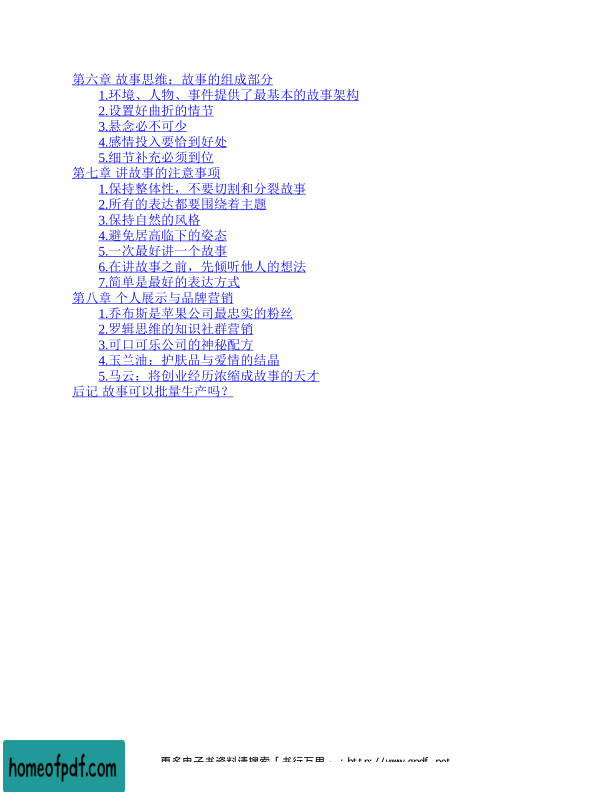 第六章 故事思维：故事的组成部分
1.环境、人物、事件提供了最基本的故事架构
2.设置好曲折的情节
3.悬念必不可少
4.感情投入要恰到好处
5.细节补充必须到位
第七章 讲故事的注意事项
1.保持整体性，不要切割和分裂故事
2.所有的表达都要围绕着主题
3.保持自然的风格
4.避免居高临下的姿态
5.一次最好讲一个故事
6.在讲故事之前，先倾听他人的想法
7.简单是最好的表达方式
第八章 个人展示与品牌营销
1.乔布斯是苹果公司最忠实的粉丝
2.罗辑思维的知识社群营销
3.可口可乐公司的神秘配方
4.玉兰油：护肤品与爱情的结晶
5.马云：将创业经历浓缩成故事的天才
后记 故事可以批量生产吗？
更多电子书资料请搜索「书行万里」：http://www.gpdf.net
homeofpdf.com